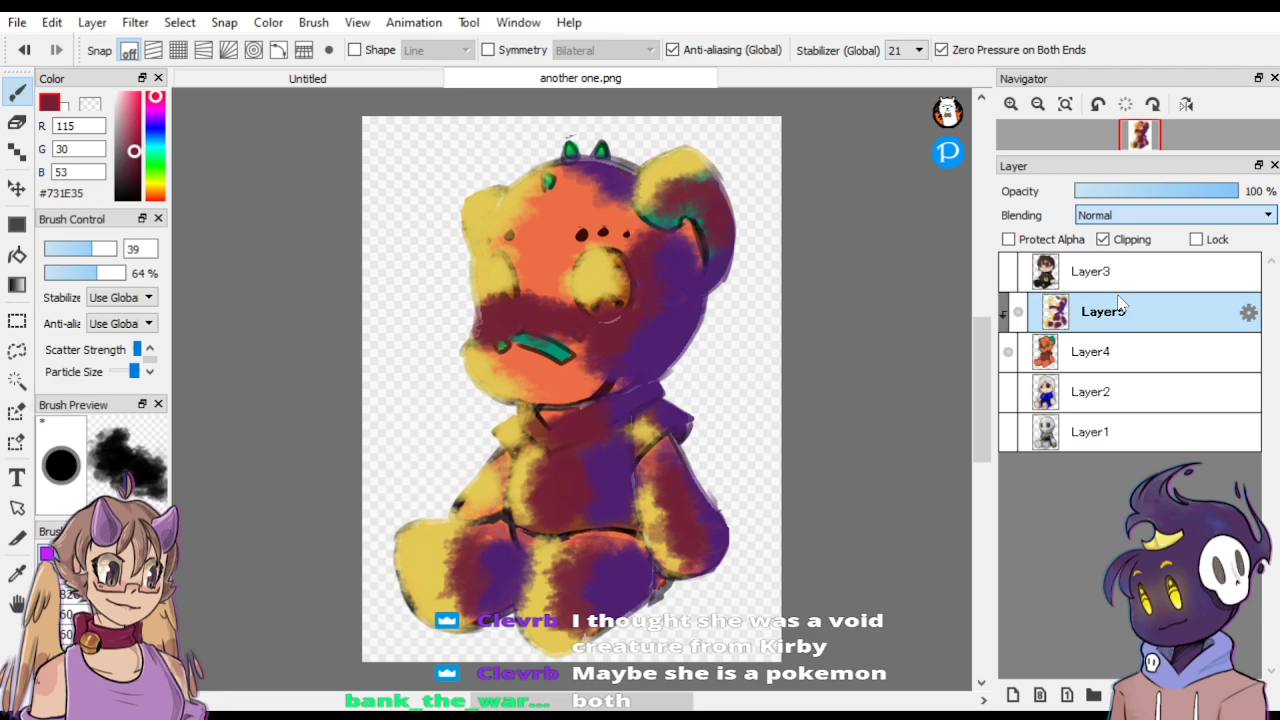 File Edit Layer Filter Select Snap Color Brush View Animation Tool Window Help
Snap off Shape Line Symmetry Bilateral Anti-aliasing (Global) Stabilizer (Global) 21 Zero Pressure on Both Ends
Color Untitled another one.png Navigator
R 115
G 30
B 53
#731E35
Layer
Opacity 100 %
Blending Normal
Protect Alpha Clipping Lock
Brush Control
39
64 %
Stabilize Use Globa
Anti-alia Use Globa
Scatter Strength
Particle Size
Brush Preview
*
Layer3
Layer5
Layer4
Layer2
Layer1
Brus
Clevrb I thought she was a void
creature from Kirby
Clevrb Maybe she is a pokemon
bank_the_war... both